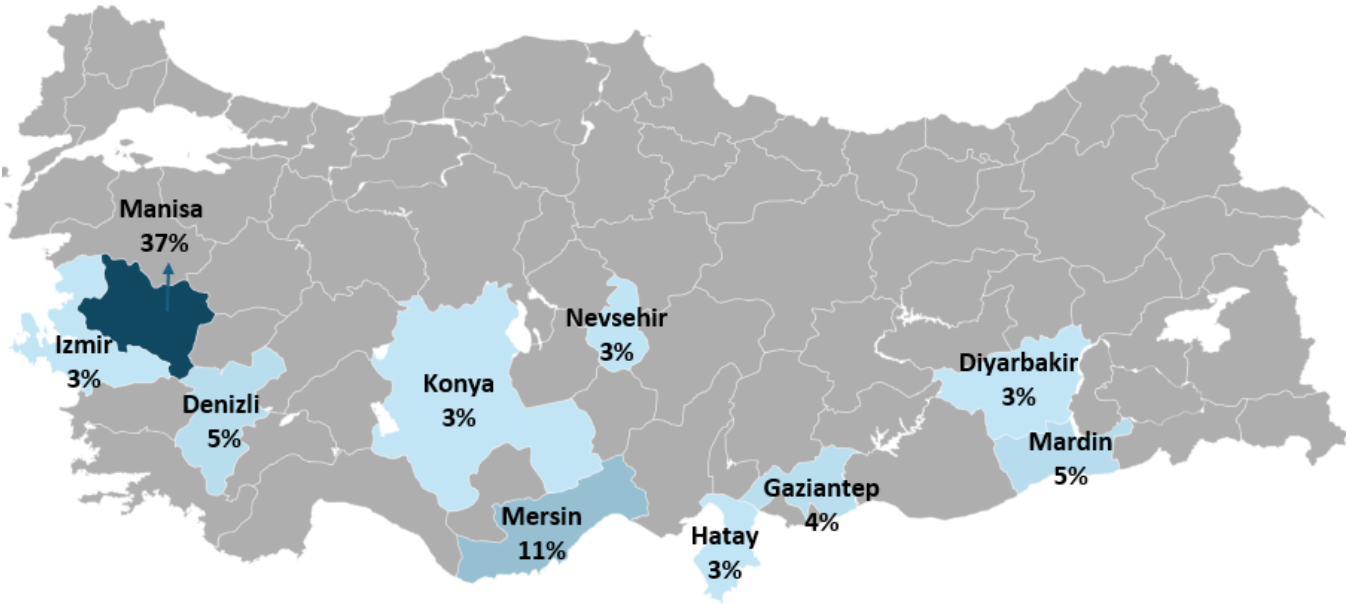 Manisa
37%
Izmir
3%
Denizli
5%
Konya
3%
Nevsehir
3%
Mersin
11%
Hatay
3%
Gaziantep
4%
Diyarbakir
3%
Mardin
5%